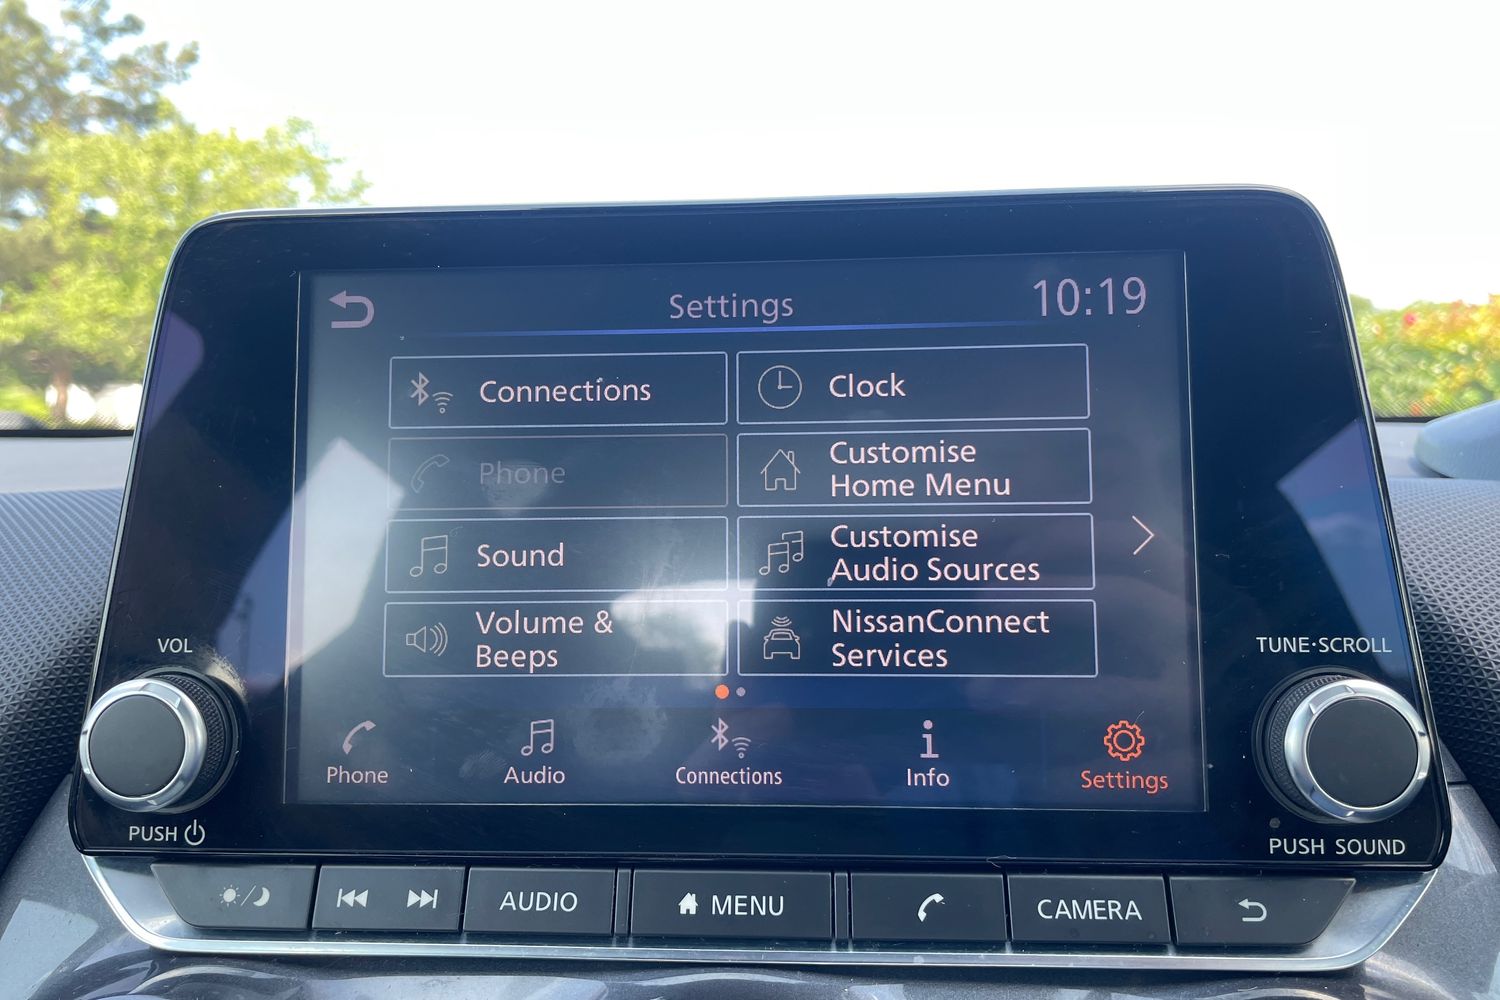 Settings
10:19
Connections
Clock
Phone
Customise
Home Menu
Sound
Customise
Audio Sources
Volume &
Beeps
NissanConnect
Services
Phone
Audio
Connections
Info
Settings
VOL
PUSH
TUNE·SCROLL
PUSH SOUND
AUDIO
MENU
CAMERA